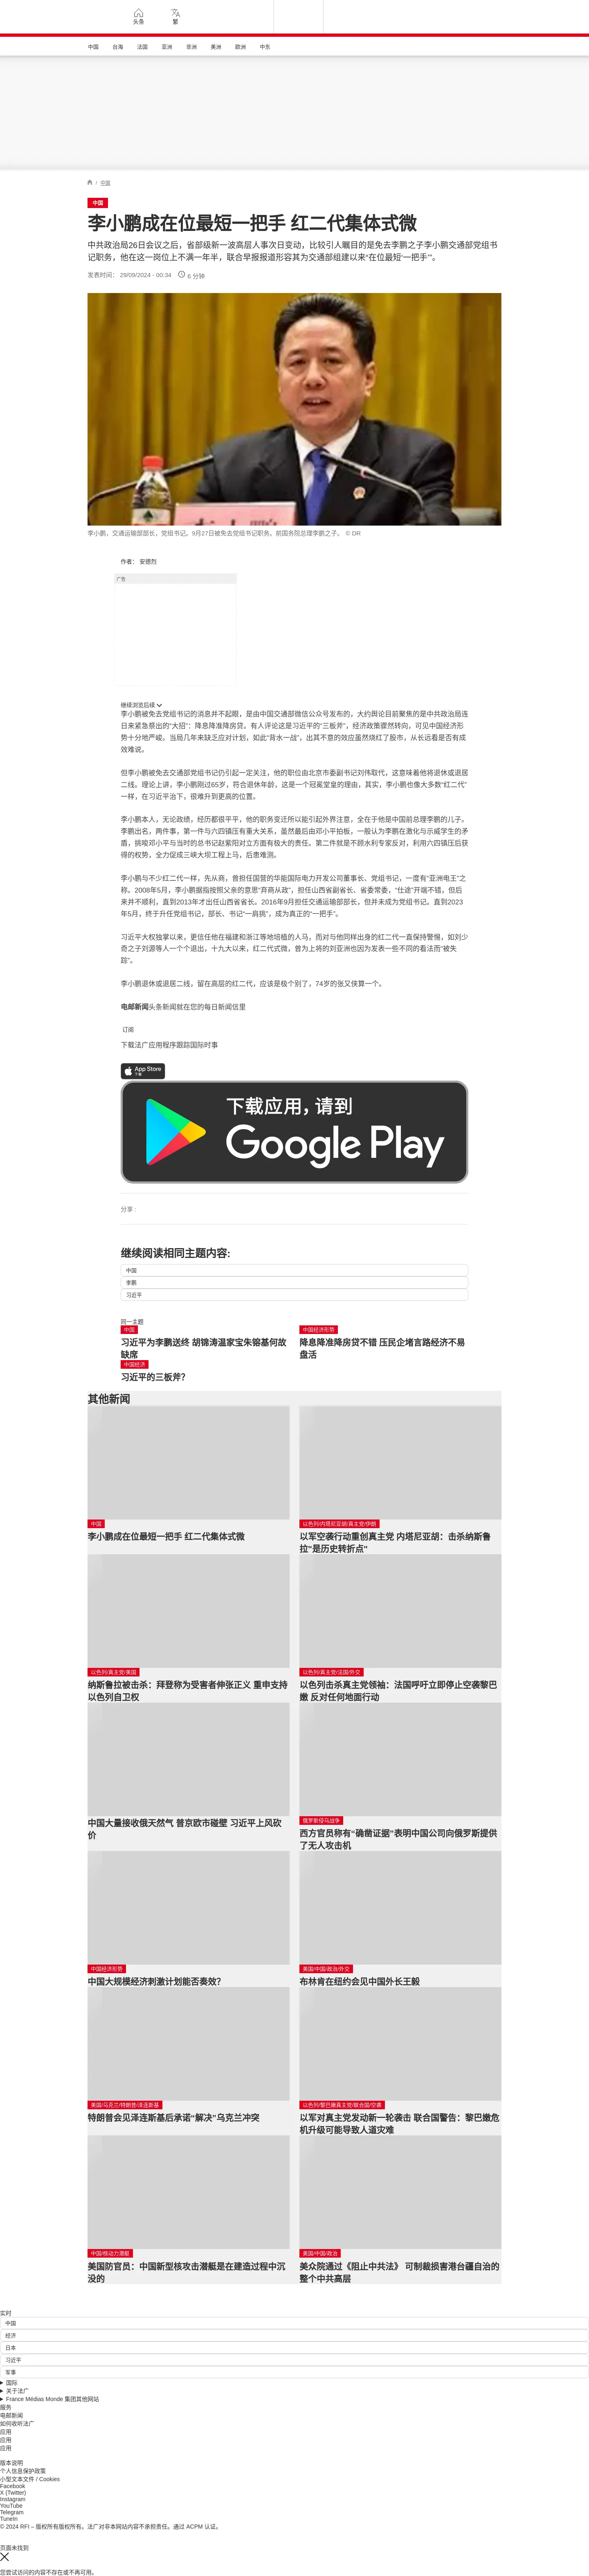 头条
繁
中国
台海
法国
亚洲
非洲
美洲
欧洲
中东
/ 中国
中国
李小鹏成在位最短一把手 红二代集体式微
中共政治局26日会议之后，省部级新一波高层人事次日变动，比较引人瞩目的是免去李鹏之子李小鹏交通部党组书
记职务，他在这一岗位上不满一年半，联合早报报道形容其为交通部组建以来“在位最短‘一把手’”。
发表时间： 29/09/2024 - 00:34
6 分钟
李小鹏，交通运输部部长，党组书记。9月27日被免去党组书记职务。前国务院总理李鹏之子。 © DR
作者： 安德烈
广告
继续浏览后续
李小鹏被免去党组书记的消息并不起眼，是由中国交通部微信公众号发布的，大约舆论目前聚焦的是中共政治局连
日来紧急祭出的“大招”：降息降准降房贷。有人评论这是习近平的“三板斧”，经济政策骤然转向，可见中国经济形
势十分地严峻。当局几年来缺乏应对计划，如此“背水一战”，出其不意的效应虽然烧红了股市，从长远看是否有成
效难说。
但李小鹏被免去交通部党组书记仍引起一定关注，他的职位由北京市委副书记刘伟取代，这意味着他将退休或退居
二线。理论上讲，李小鹏刚过65岁，符合退休年龄，这是一个冠冕堂皇的理由，其实，李小鹏也像大多数“红二代”
一样，在习近平治下，很难升到更高的位置。
李小鹏本人，无论政绩，经历都很平平，他的职务变迁所以能引起外界注意，全在于他是中国前总理李鹏的儿子。
李鹏出名，两件事，第一件与六四镇压有重大关系，虽然最后由邓小平拍板，一般认为李鹏在激化与示威学生的矛
盾，挑唆邓小平与当时的总书记赵紫阳对立方面有极大的责任。第二件就是不顾水利专家反对，利用六四镇压后获
得的权势，全力促成三峡大坝工程上马，后患难测。
李小鹏与不少红二代一样，先从商，曾担任国营的华能国际电力开发公司董事长、党组书记，一度有“亚洲电王”之
称。2008年5月，李小鹏据指按照父亲的意思“弃商从政”，担任山西省副省长、省委常委，“仕途”开端不错，但后
来并不顺利，直到2013年才出任山西省省长。2016年9月担任交通运输部部长，但并未成为党组书记。直到2023
年5月，终于升任党组书记，部长、书记“一肩挑”，成为真正的“一把手”。
习近平大权独掌以来，更信任他在福建和浙江等地培植的人马，而对与他同样出身的红二代一直保持警惕，如刘少
奇之子刘源等人一个个退出，十九大以来，红二代式微，曾为上将的刘亚洲也因为发表一些不同的看法而“被失
踪”。
李小鹏退休或退居二线，留在高层的红二代，应该是极个别了，74岁的张又侠算一个。
电邮新闻头条新闻就在您的每日新闻信里
订阅
下载法广应用程序跟踪国际时事
App Store
下载
下载应用，请到
Google Play
分享 :
继续阅读相同主题内容:
中国
李鹏
习近平
同一主题
中国
习近平为李鹏送终 胡锦涛温家宝朱镕基何故
缺席
中国经济形势
降息降准降房贷不错 压民企堵言路经济不易
盘活
中国经济
习近平的三板斧?
其他新闻
中国
李小鹏成在位最短一把手 红二代集体式微
以色列/内塔尼亚胡/真主党/伊朗
以军空袭行动重创真主党 内塔尼亚胡：击杀纳斯鲁
拉“是历史转折点”
以色列/真主党/美国
纳斯鲁拉被击杀：拜登称为受害者伸张正义 重申支持
以色列自卫权
以色列/真主党/法国/外交
以色列击杀真主党领袖：法国呼吁立即停止空袭黎巴
嫩 反对任何地面行动
中国大量接收俄天然气 普京欧市碰壁 习近平上风砍
价
俄罗斯侵乌战争
西方官员称有“确凿证据”表明中国公司向俄罗斯提供
了无人攻击机
中国经济形势
中国大规模经济刺激计划能否奏效？
美国/中国/政治/外交
布林肯在纽约会见中国外长王毅
美国/乌克兰/特朗普/泽连斯基
特朗普会见泽连斯基后承诺“解决”乌克兰冲突
以色列/黎巴嫩真主党/联合国/空袭
以军对真主党发动新一轮袭击 联合国警告：黎巴嫩危
机升级可能导致人道灾难
中国/核动力潜艇
美国防官员：中国新型核攻击潜艇是在建造过程中沉
没的
美国/中国/政治
美众院通过《阻止中共法》 可制裁损害港台疆自治的
整个中共高层
实时
中国
经济
日本
习近平
军事
国际
关于法广
France Médias Monde 集团其他网站
服务
电邮新闻
如何收听法广
应用
应用
应用
版本说明
个人信息保护政策
小型文本文件 / Cookies
Facebook
X (Twitter)
Instagram
YouTube
Telegram
TuneIn
© 2024 RFI – 版权所有版权所有。法广对非本网站内容不承担责任。通过 ACPM 认证。
页面未找到
您尝试访问的内容不存在或不再可用。